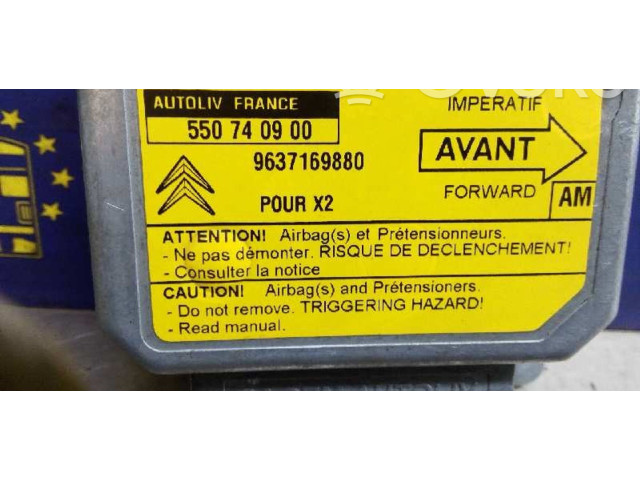 AUTOLIV FRANCE
550 74 09 00
9637169880
POUR X2
IMPERATIF
AVANT
FORWARD
AM
ATTENTION! Airbag(s) et Prétensionneurs.
- Ne pas démonter. RISQUE DE DECLENCHEMENT!
- Consulter la notice
CAUTION! Airbag(s) and Prétensioners.
- Do not remove. TRIGGERING HAZARD!
- Read manual.